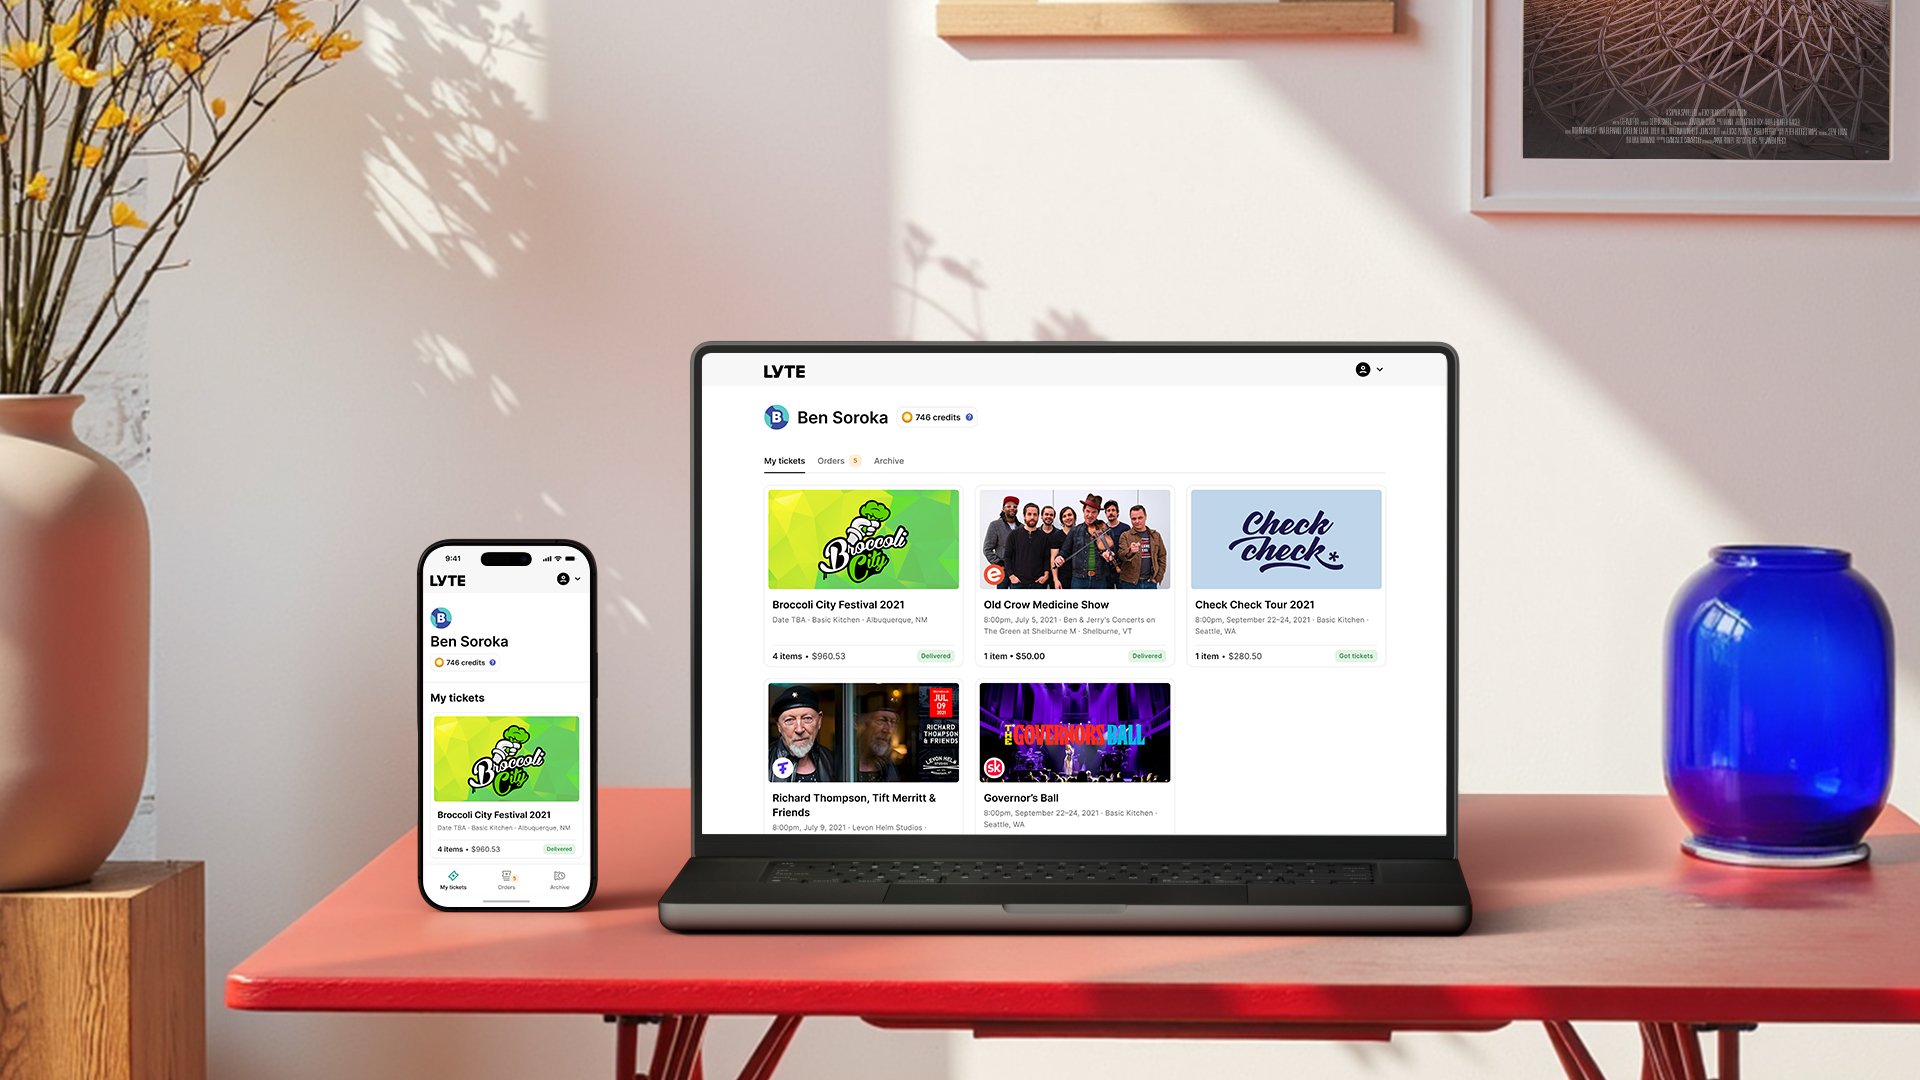 9:41
LYTE
B
Ben Soroka
746 credits ?
My tickets
Broccoli
City
Broccoli City Festival 2021
Date TBA · Basic Kitchen · Albuquerque, NM
4 items • $960.53
Delivered
My tickets
Orders 5
Archive
LYTE
B
Ben Soroka
746 credits ?
My tickets
Orders 5
Archive
Broccoli
City
Broccoli City Festival 2021
Date TBA · Basic Kitchen · Albuquerque, NM
4 items • $960.53
Delivered
e
Old Crow Medicine Show
8:00pm, July 5, 2021 · Ben & Jerry's Concerts on
The Green at Shelburne M · Shelburne, VT
1 item • $50.00
Delivered
Check
check*
Check Check Tour 2021
8:00pm, September 22–24, 2021 · Basic Kitchen ·
Seattle, WA
1 item • $280.50
Got tickets
JUL
09
2021
RICHARD
THOMPSON
& FRIENDS
LEVON HELM
STUDIOS
Richard Thompson, Tift Merritt &
Friends
8:00pm, July 9, 2021 · Levon Helm Studios ·
THE GOVERNORS BALL
sk
Governor's Ball
8:00pm, September 22–24, 2021 · Basic Kitchen ·
Seattle, WA